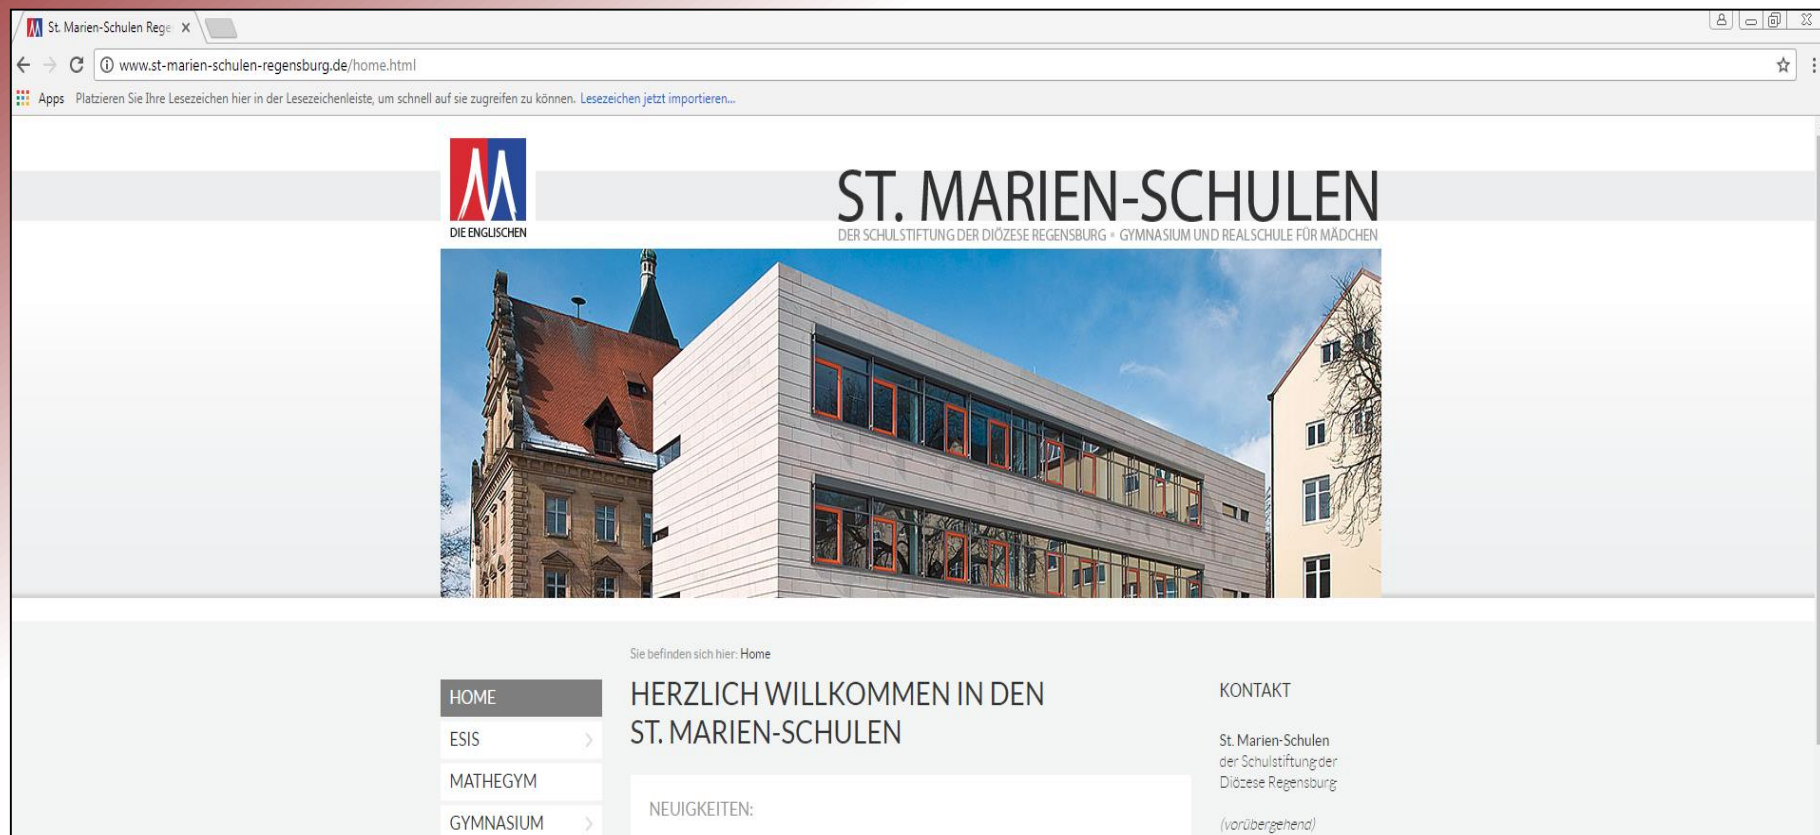 St. Marien-Schulen Rege
www.st-marien-schulen-regensburg.de/home.html
Apps Platzieren Sie Ihre Lesezeichen hier in der Lesezeichenleiste, um schnell auf sie zugreifen zu können. Lesezeichen jetzt importieren...
DIE ENGLISCHEN
ST. MARIEN-SCHULEN
DER SCHULSTIFTUNG DER DIÖZESE REGENSBURG • GYMNASIUM UND REALSCHULE FÜR MÄDCHEN
Sie befinden sich hier: Home
HOME
ESIS
MATHEGYM
GYMNASIUM
HERZLICH WILLKOMMEN IN DEN
ST. MARIEN-SCHULEN
NEUIGKEITEN:
KONTAKT
St. Marien-Schulen
der Schulstiftung der
Diözese Regensburg
(vorübergehend)